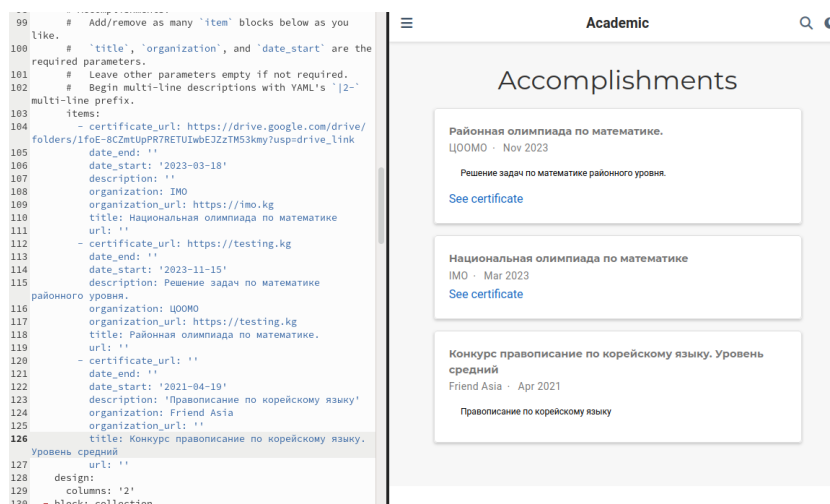 99 # Add/remove as many `item` blocks below as you
like.
100 # `title`, `organization`, and `date_start` are the
required parameters.
101 # Leave other parameters empty if not required.
102 # Begin multi-line descriptions with YAML's `|2-`
multi-line prefix.
103 items:
104 - certificate_url: https://drive.google.com/drive/
folders/1foE-8CZmtUpPR7RETUIwbEJZzTM53kmy?usp=drive_link
105 date_end: ''
106 date_start: '2023-03-18'
107 description: ''
108 organization: IMO
109 organization_url: https://imo.kg
110 title: Национальная олимпиада по математике
111 url: ''
112 - certificate_url: https://testing.kg
113 date_end: ''
114 date_start: '2023-11-15'
115 description: Решение задач по математике
районного уровня.
116 organization: ЦООМО
117 organization_url: https://testing.kg
118 title: Районная олимпиада по математике.
119 url: ''
120 - certificate_url: ''
121 date_end: ''
122 date_start: '2021-04-19'
123 description: 'Правописание по корейскому языку'
124 organization: Friend Asia
125 organization_url: ''
126 title: Конкурс правописание по корейскому языку.
Уровень средний
127 url: ''
128 design:
129 columns: '2'
130 - block: collection
Academic
Accomplishments
Районная олимпиада по математике.
ЦООМО · Nov 2023
Решение задач по математике районного уровня.
See certificate
Национальная олимпиада по математике
IMO · Mar 2023
See certificate
Конкурс правописание по корейскому языку. Уровень
средний
Friend Asia · Apr 2021
Правописание по корейскому языку